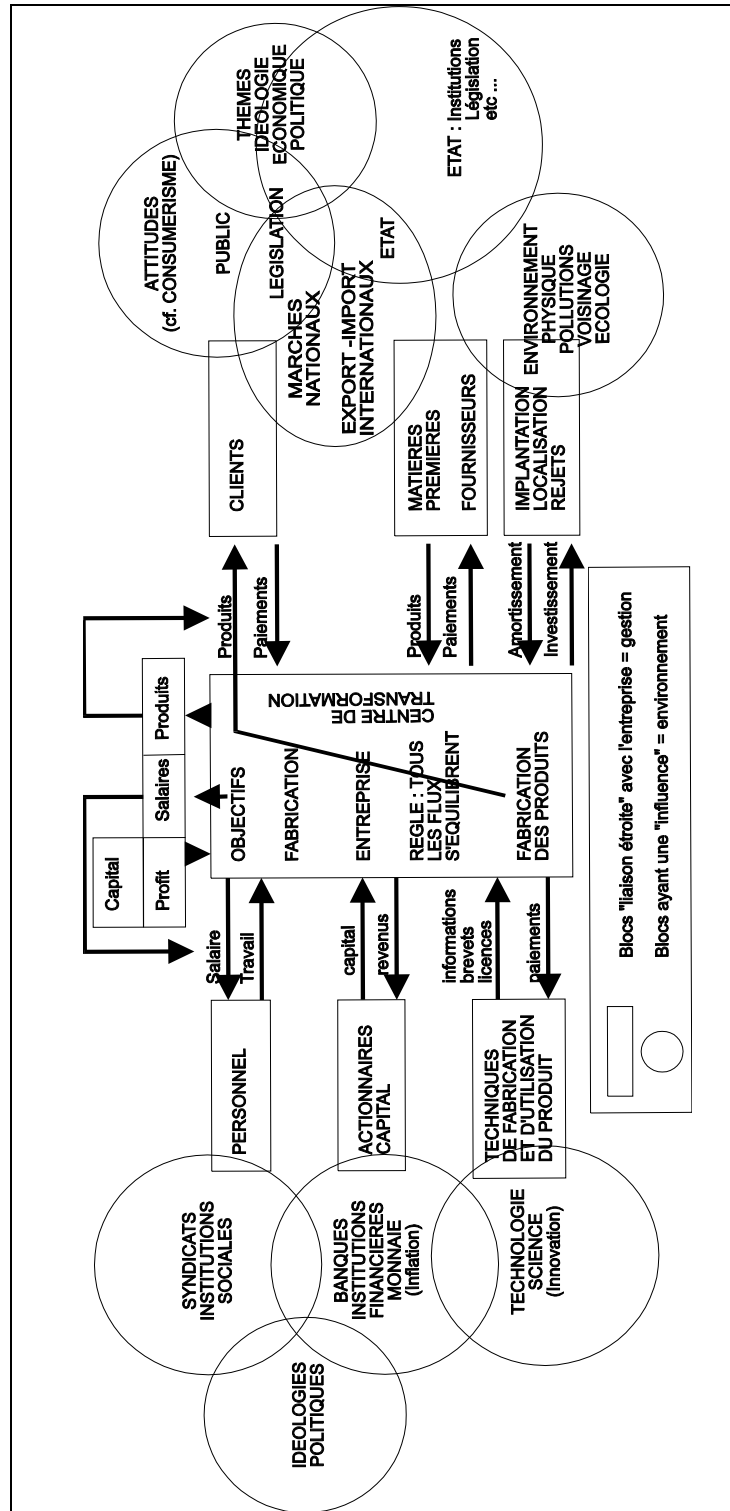 IDEOLOGIES
POLITIQUES
SYNDICATS
INSTITUTIONS
SOCIALES
BANQUES
INSTITUTIONS
FINANCIERES
MONNAIE
(Inflation)
TECHNOLOGIE
SCIENCE
(Innovation)
PERSONNEL
ACTIONNAIRES
CAPITAL
TECHNIQUES
DE FABRICATION
ET D'UTILISATION
DU PRODUIT
Salaire
Travail
capital
revenus
informations
brevets
licences
paiements
Capital
Profit
Salaires
Produits
OBJECTIFS
FABRICATION
ENTREPRISE
REGLE : TOUS
LES FLUX
S'EQUILIBRENT
FABRICATION
DES PRODUITS
CENTRE DE
TRANSFORMATION
Produits
Paiements
Produits
Paiements
Amortissement
Investissement
CLIENTS
MATIERES
PREMIERES
FOURNISSEURS
IMPLANTATION
LOCALISATION
REJETS
ATTITUDES
(cf. CONSUMERISME)
PUBLIC
LEGISLATION
MARCHES
NATIONAUX
EXPORT -IMPORT
INTERNATIONAUX
ETAT
THEMES
IDEOLOGIE
ECONOMIQUE
POLITIQUE
ETAT : Institutions
Législation
etc ...
ENVIRONNEMENT
PHYSIQUE
POLLUTIONS
VOISINAGE
ECOLOGIE
Blocs "liaison étroite" avec l'entreprise = gestion
Blocs ayant une "influence" = environnement